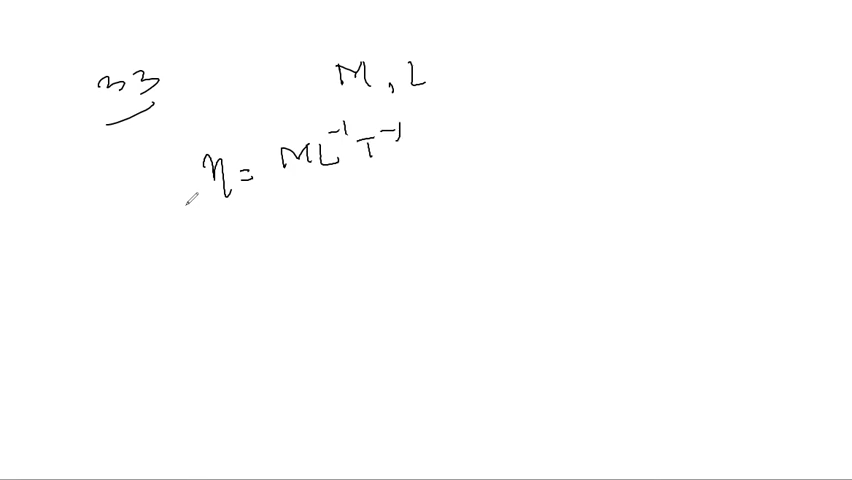 33
M, L
η = ML⁻¹T⁻¹